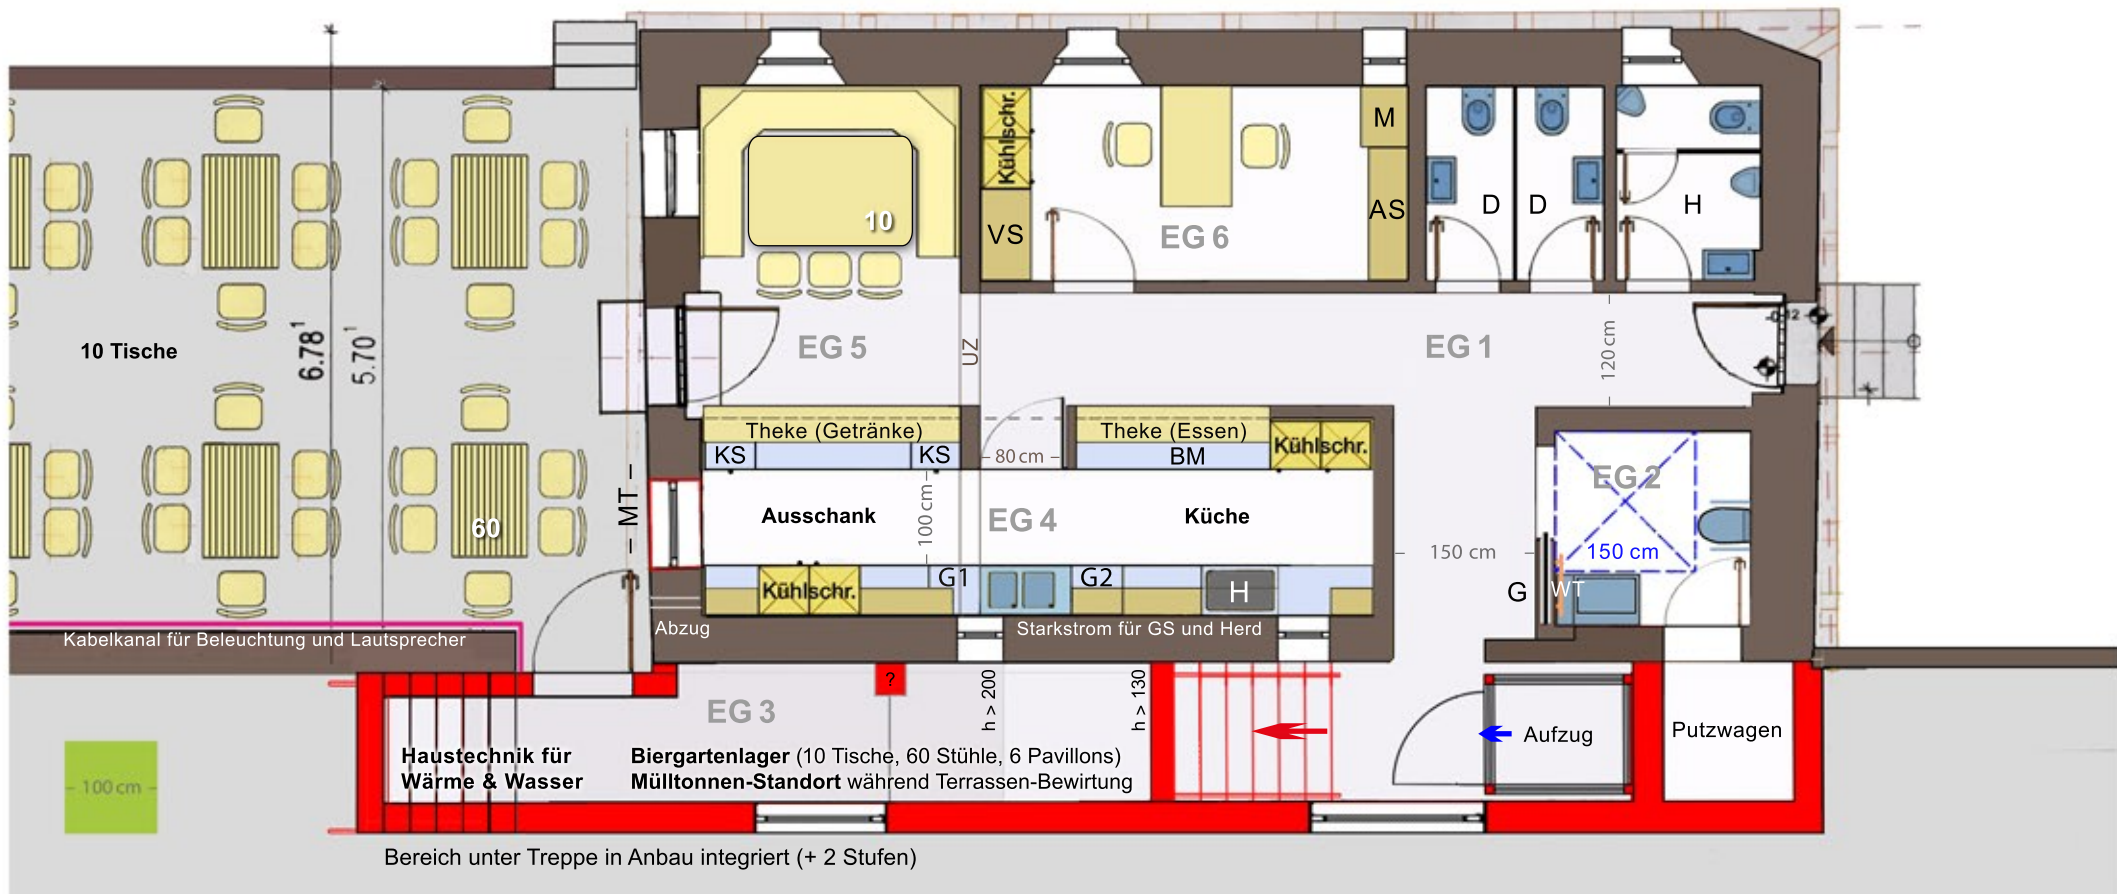 Kühlschr.
M
VS
AS
EG 6
D
D
H
10
10 Tische
6.78¹
5.70¹
EG 5
UZ
EG 1
120 cm
12
Theke (Getränke)
KS
KS
80 cm
Theke (Essen)
BM
Kühlschr.
EG 2
150 cm
60
MT
Ausschank
100 cm
EG 4
Küche
150 cm
G
WT
Kühlschr.
G1
G2
H
Abzug
Starkstrom für GS und Herd
Kabelkanal für Beleuchtung und Lautsprecher
?
h > 200
h > 130
EG 3
Haustechnik für
Wärme & Wasser
Biergartenlager (10 Tische, 60 Stühle, 6 Pavillons)
Mülltonnen-Standort während Terrassen-Bewirtung
Aufzug
Putzwagen
100 cm
Bereich unter Treppe in Anbau integriert (+ 2 Stufen)